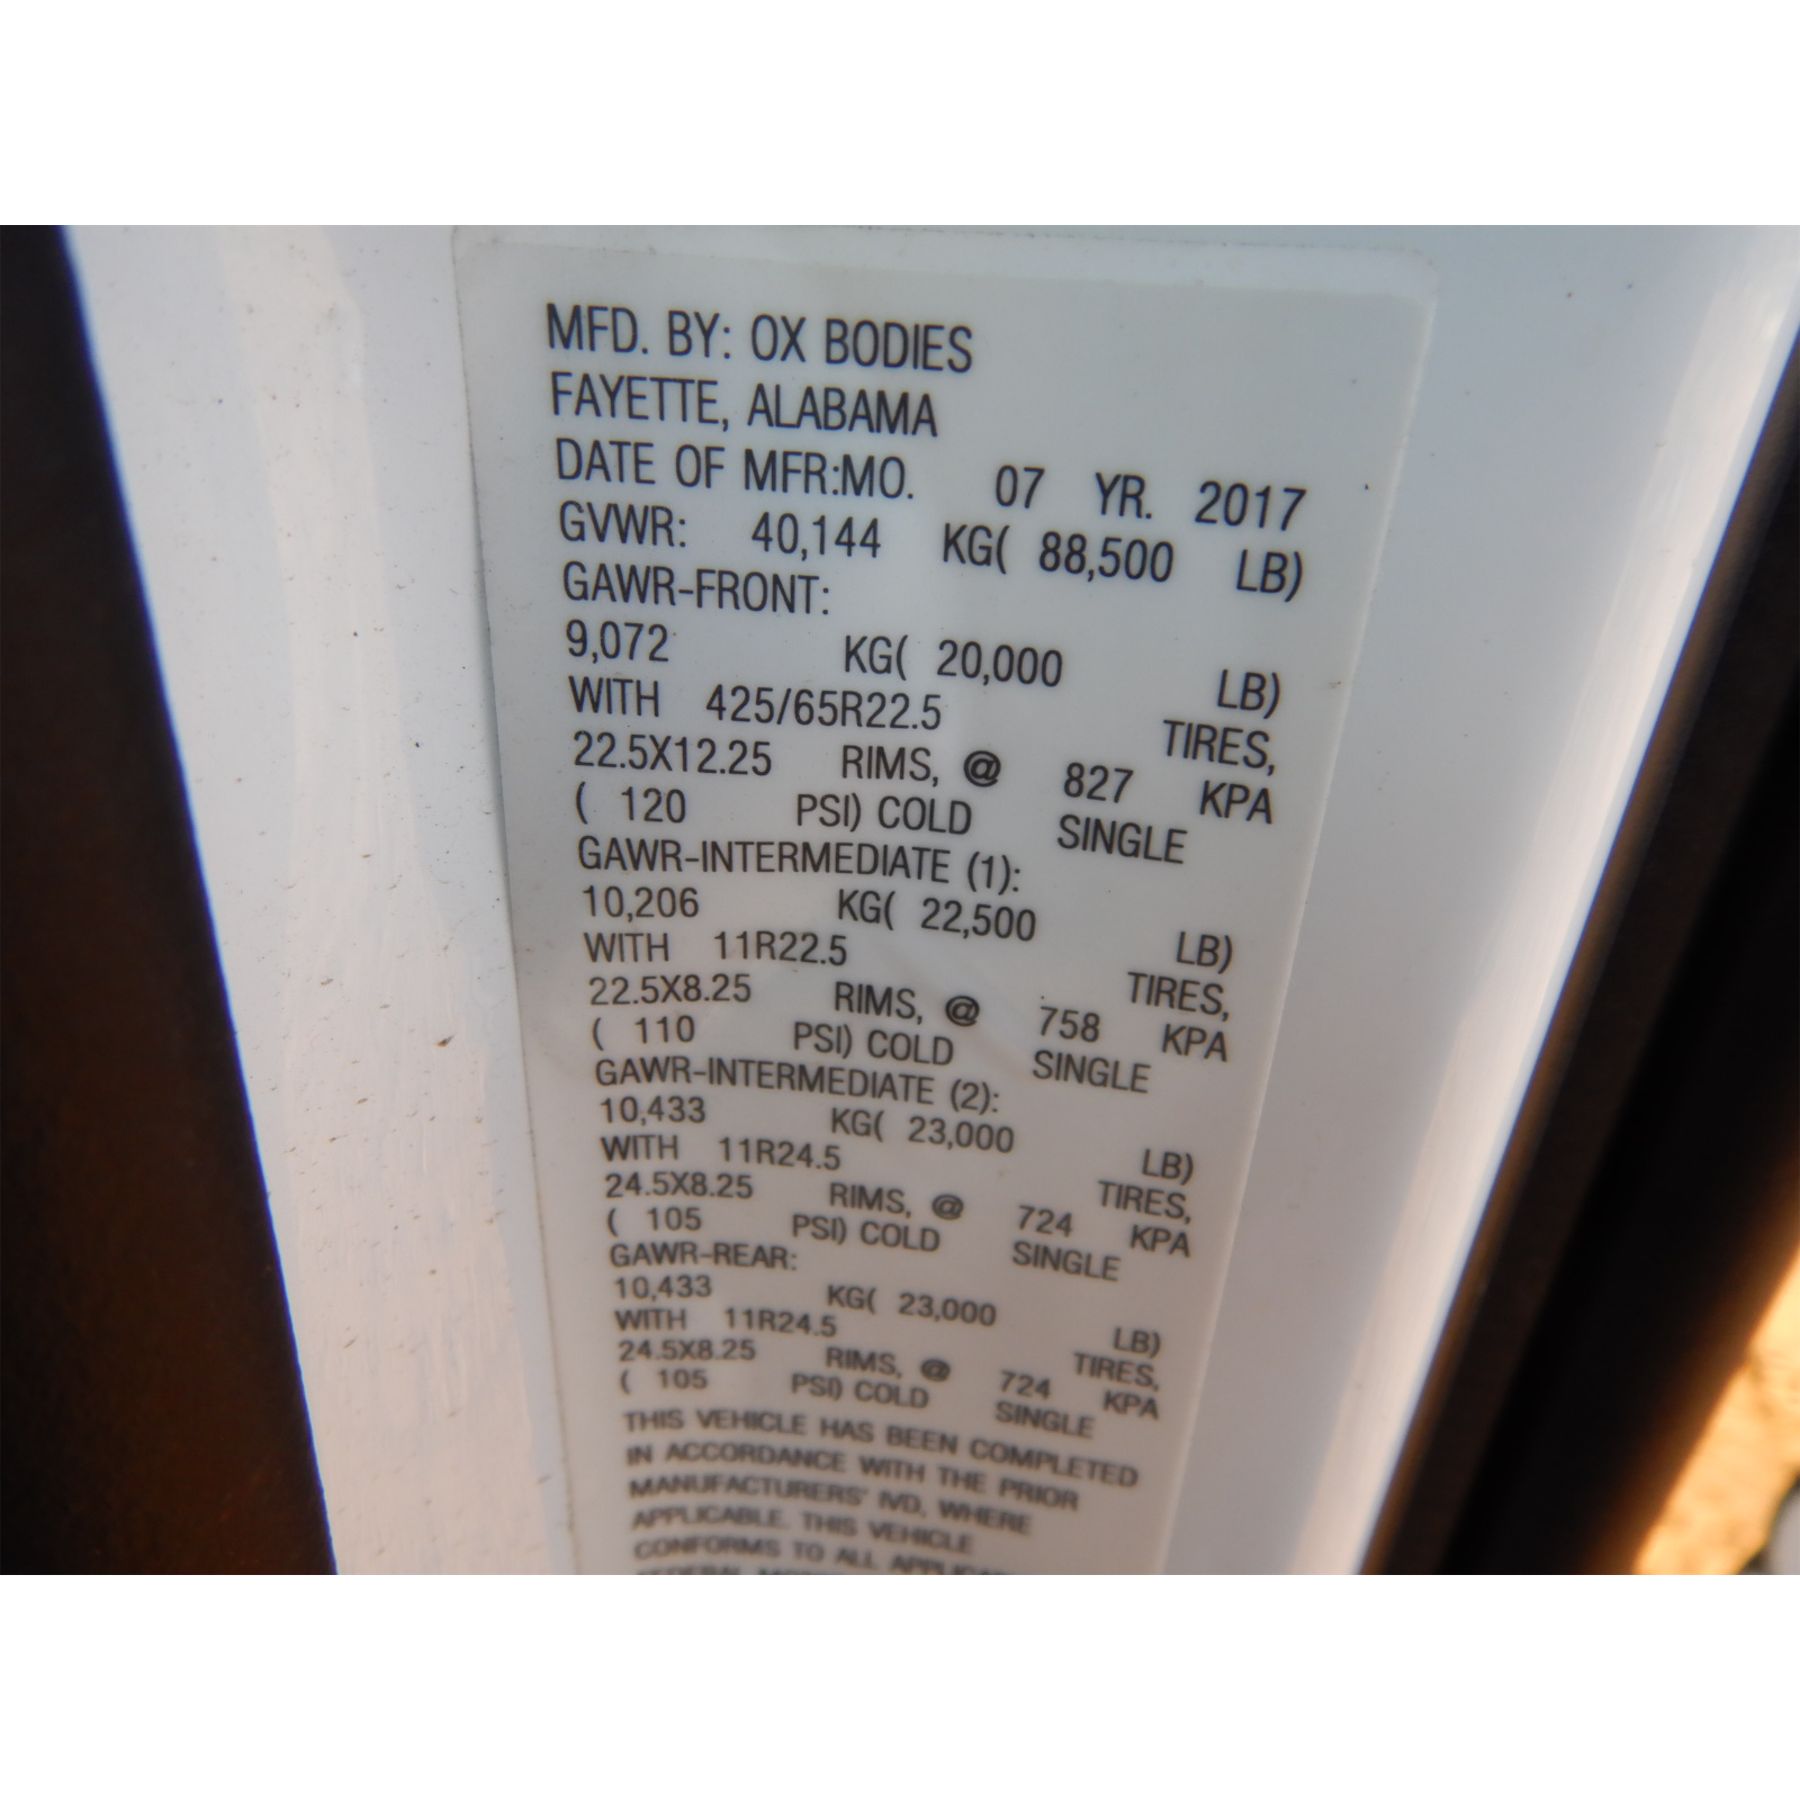 MFD. BY: OX BODIES
FAYETTE, ALABAMA
DATE OF MFR:MO. 07 YR. 2017
GVWR: 40,144 KG( 88,500 LB)
GAWR-FRONT:
9,072 KG( 20,000 LB)
WITH 425/65R22.5 TIRES,
22.5X12.25 RIMS, @ 827 KPA
( 120 PSI) COLD SINGLE
GAWR-INTERMEDIATE (1):
10,206 KG( 22,500 LB)
WITH 11R22.5 TIRES,
22.5X8.25 RIMS, @ 758 KPA
( 110 PSI) COLD SINGLE
GAWR-INTERMEDIATE (2):
10,433 KG( 23,000 LB)
WITH 11R24.5 TIRES,
24.5X8.25 RIMS, @ 724 KPA
( 105 PSI) COLD SINGLE
GAWR-REAR:
10,433 KG( 23,000 LB)
WITH 11R24.5 TIRES,
24.5X8.25 RIMS, @ 724 KPA
( 105 PSI) COLD SINGLE
THIS VEHICLE HAS BEEN COMPLETED
IN ACCORDANCE WITH THE PRIOR
MANUFACTURERS' IVD, WHERE
APPLICABLE. THIS VEHICLE
CONFORMS TO ALL